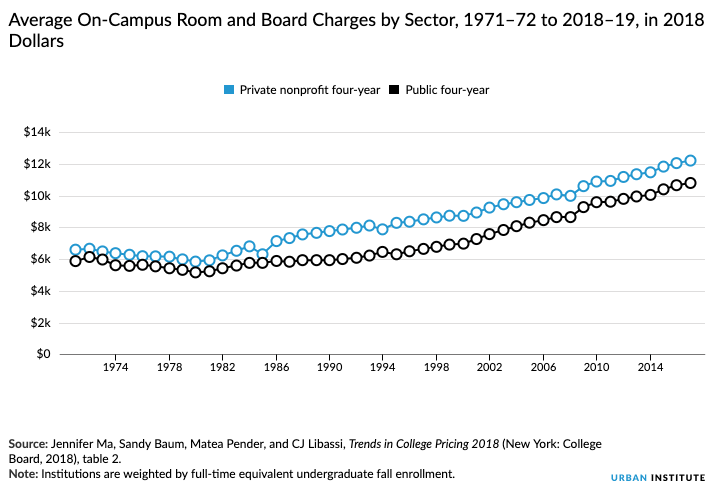 Average On-Campus Room and Board Charges by Sector, 1971–72 to 2018–19, in 2018
Dollars
Private nonprofit four-year Public four-year
$14k
$12k
$10k
$8k
$6k
$4k
$2k
$0
1974 1978 1982 1986 1990 1994 1998 2002 2006 2010 2014
Source: Jennifer Ma, Sandy Baum, Matea Pender, and CJ Libassi, Trends in College Pricing 2018 (New York: College
Board, 2018), table 2.
Note: Institutions are weighted by full-time equivalent undergraduate fall enrollment.
URBAN INSTITUTE